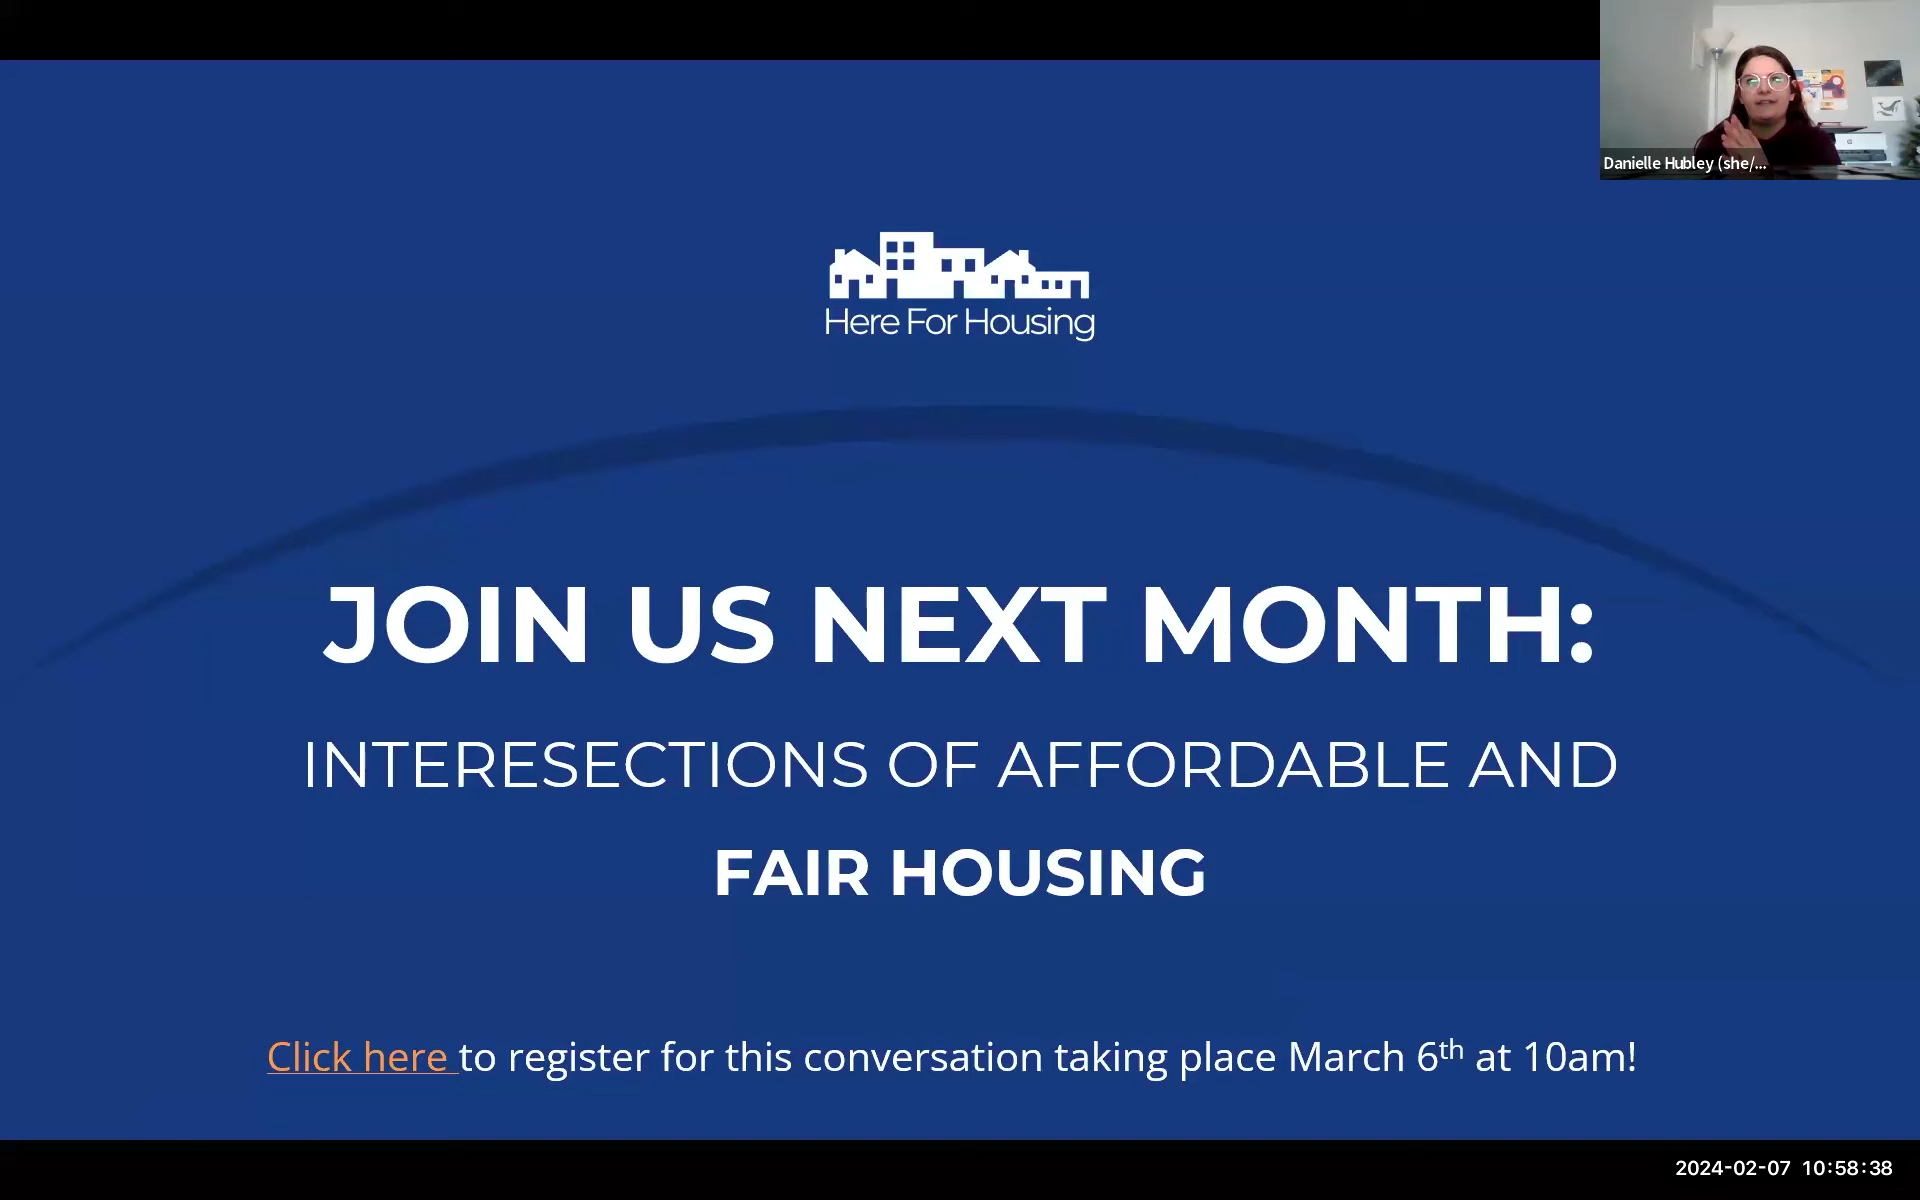 Danielle Hubley (she/...
Here For Housing
JOIN US NEXT MONTH:
INTERESECTIONS OF AFFORDABLE AND
FAIR HOUSING
Click here to register for this conversation taking place March 6th at 10am!
2024-02-07 10:58:38